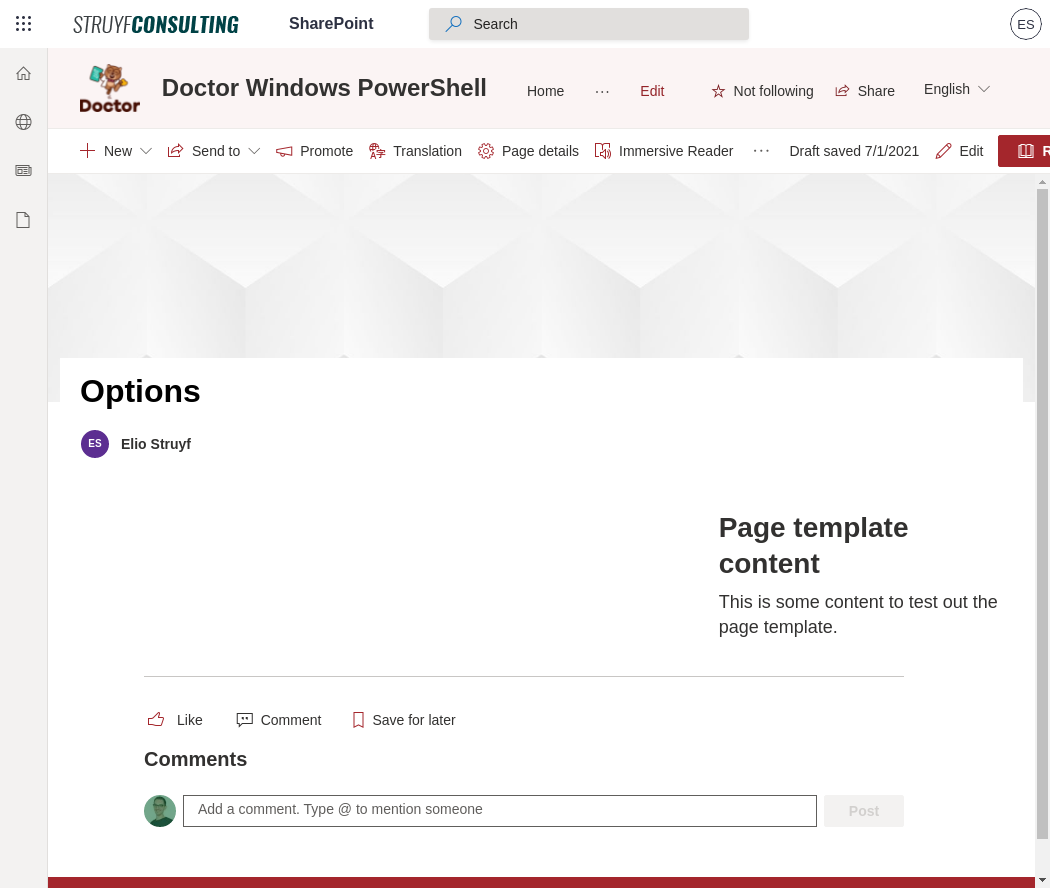 STRUYFCONSULTING SharePoint Search ES
Doctor Doctor Windows PowerShell Home ... Edit Not following Share English
New Send to Promote Translation Page details Immersive Reader ... Draft saved 7/1/2021 Edit
Options
ES Elio Struyf
Page template
content
This is some content to test out the
page template.
Like Comment Save for later
Comments
Add a comment. Type @ to mention someone Post